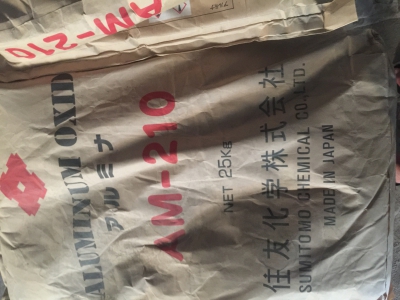 AM-210
ALUMINUM OXID
アルミナ
AM-210
NET 25Kg
住友化学株式会社
SUMITOMO CHEMICAL CO., LTD.
MADE IN JAPAN